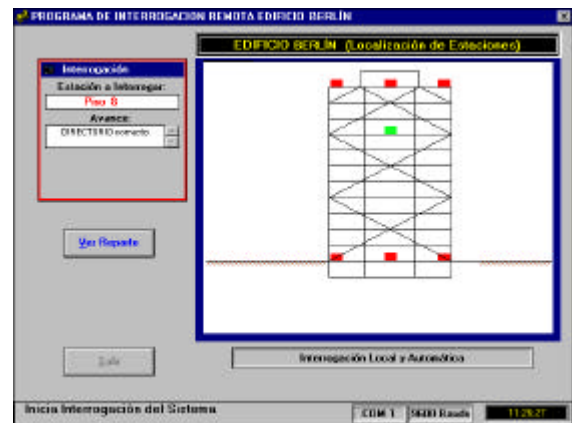 PROGRAMA DE INTERROGACION REMOTA EDIFICIO BERLÍN
EDIFICIO BERLÍN (Localización de Estaciones)
Interrogación
Estación a Interrogar:
Piso 8
Avance:
DIRECTORIO correcto
Ver Reporte
Salir
Interrogación Local y Automática
Inicia Interrogación del Sistema
COM 1
9600 Bauds
11:26:27